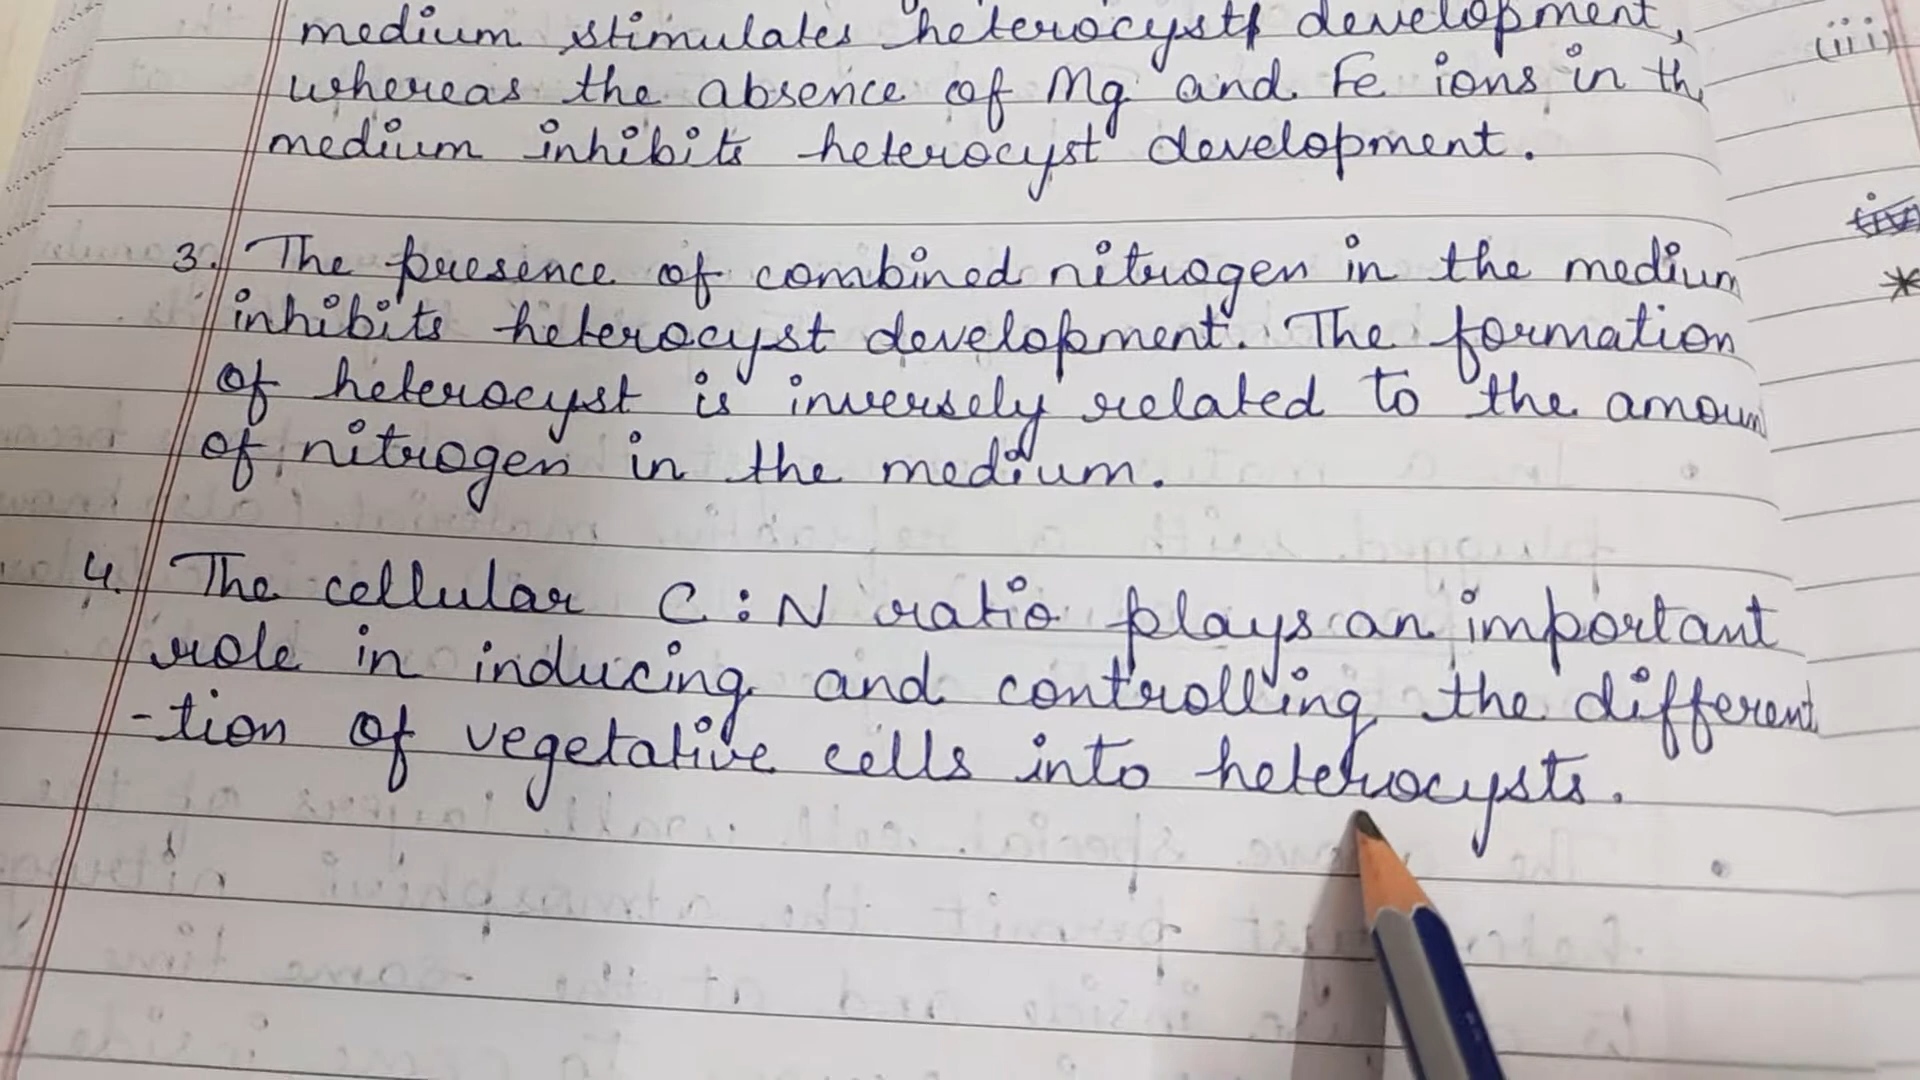 medium stimulates heterocyst development,
whereas the absence of Mg and Fe ions in th
medium inhibits heterocyst development.
3. The presence of combined nitrogen in the medium
inhibits heterocyst development. The formation
of heterocyst is inversely related to the amoun
of nitrogen in the medium.
4. The cellular C : N ratio plays an important
role in inducing and controlling the different
-tion of vegetative cells into heterocysts.
(iii)
*